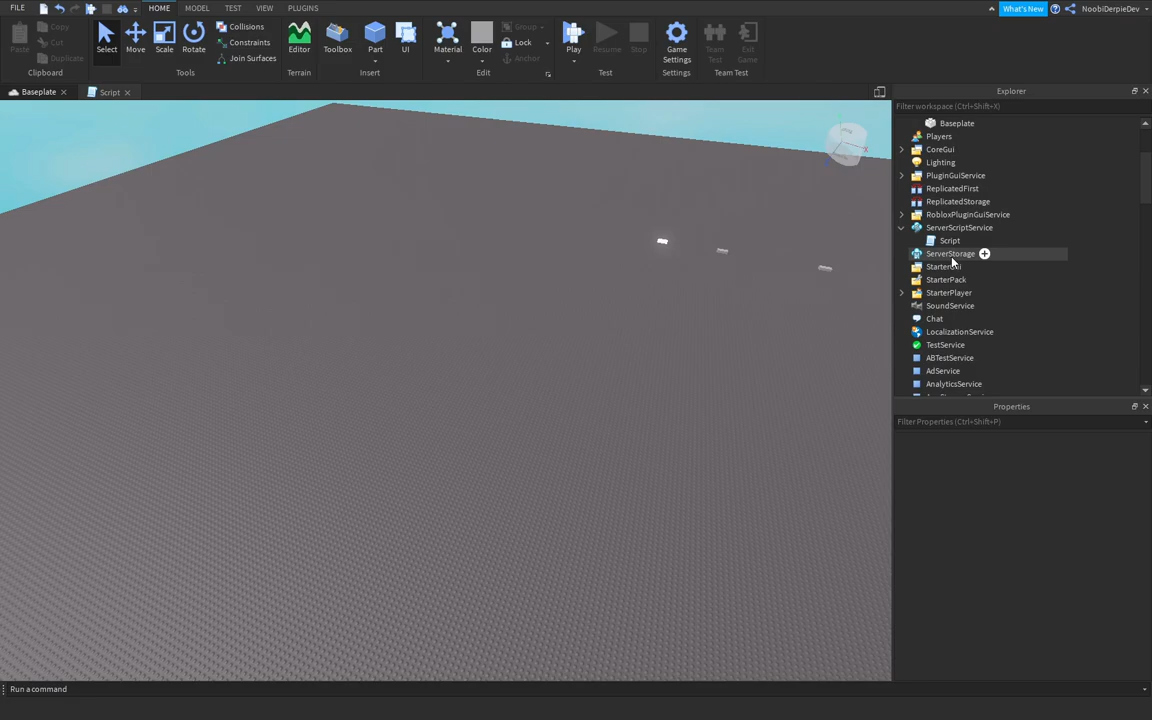 FILE HOME MODEL TEST VIEW PLUGINS What's New NoobiDerpieDev
Paste Copy Cut Duplicate
Select Move Scale Rotate
Collisions
Constraints
Join Surfaces
Editor Toolbox Part UI
Material Color
Group
Lock
Anchor
Play Resume Stop
Game Settings
Team Test
Exit Game
Clipboard Tools Terrain Insert Edit Test Settings Team Test
Baseplate Script
Explorer
Filter workspace (Ctrl+Shift+X)
Baseplate
Players
CoreGui
Lighting
PluginGuiService
ReplicatedFirst
ReplicatedStorage
RobloxPluginGuiService
ServerScriptService
Script
ServerStorage
StarterGui
StarterPack
StarterPlayer
SoundService
Chat
LocalizationService
TestService
ABTestService
AdService
AnalyticsService
Properties
Filter Properties (Ctrl+Shift+P)
X
Run a command